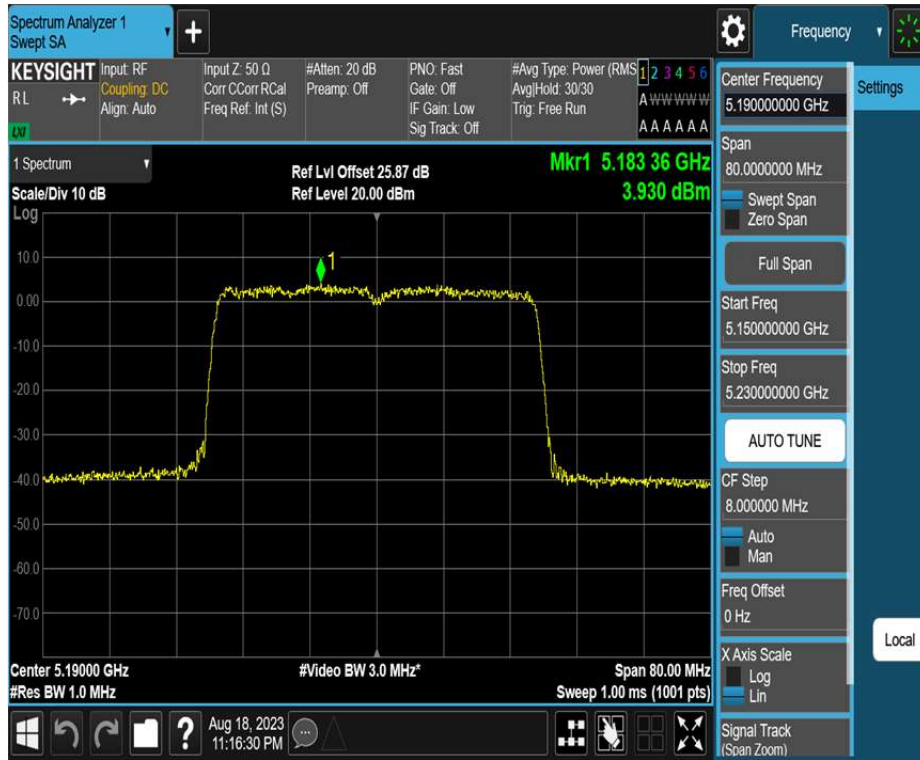 Spectrum Analyzer 1
Swept SA
+
Frequency
KEYSIGHT
RL
LXI
Input: RF
Coupling: DC
Align: Auto
Input Z: 50 Ω
Corr CCorr RCal
Freq Ref: Int (S)
#Atten: 20 dB
Preamp: Off
PNO: Fast
Gate: Off
IF Gain: Low
Sig Track: Off
#Avg Type: Power (RMS
Avg|Hold: 30/30
Trig: Free Run
1 2 3 4 5 6
A W W W W W
A A A A A A
1 Spectrum
Scale/Div 10 dB
Log
Ref Lvl Offset 25.87 dB
Ref Level 20.00 dBm
Mkr1 5.183 36 GHz
3.930 dBm
1
10.0
0.00
-10.0
-20.0
-30.0
-40.0
-50.0
-60.0
-70.0
Center 5.19000 GHz
#Res BW 1.0 MHz
#Video BW 3.0 MHz*
Span 80.00 MHz
Sweep 1.00 ms (1001 pts)
?
Aug 18, 2023
11:16:30 PM
Center Frequency
5.190000000 GHz
Span
80.0000000 MHz
Swept Span
Zero Span
Full Span
Start Freq
5.150000000 GHz
Stop Freq
5.230000000 GHz
AUTO TUNE
CF Step
8.000000 MHz
Auto
Man
Freq Offset
0 Hz
X Axis Scale
Log
Lin
Signal Track
(Span Zoom)
Settings
Local